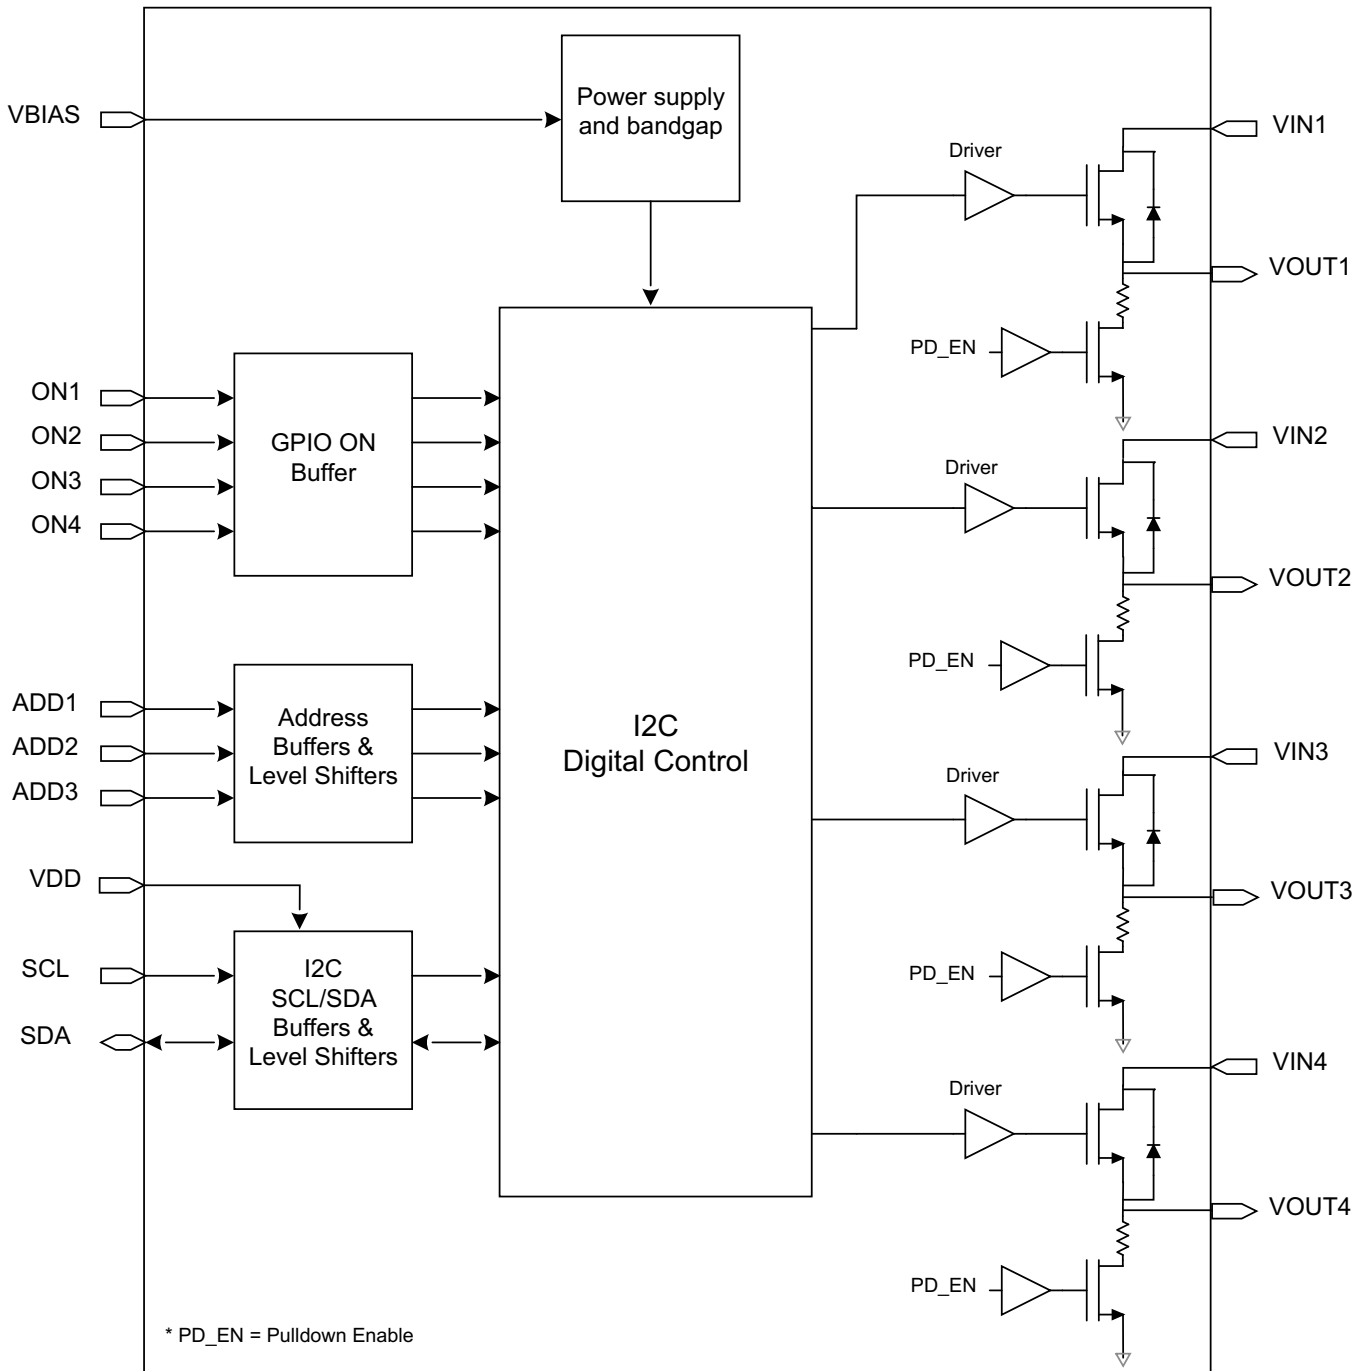 Power supply
and bandgap
VBIAS
VIN1
Driver
VOUT1
PD_EN
ON1
ON2
ON3
ON4
GPIO ON
Buffer
VIN2
Driver
VOUT2
PD_EN
ADD1
ADD2
ADD3
Address
Buffers &
Level Shifters
I2C
Digital Control
VIN3
Driver
VOUT3
PD_EN
VDD
SCL
SDA
I2C
SCL/SDA
Buffers &
Level Shifters
VIN4
Driver
VOUT4
PD_EN
* PD_EN = Pulldown Enable